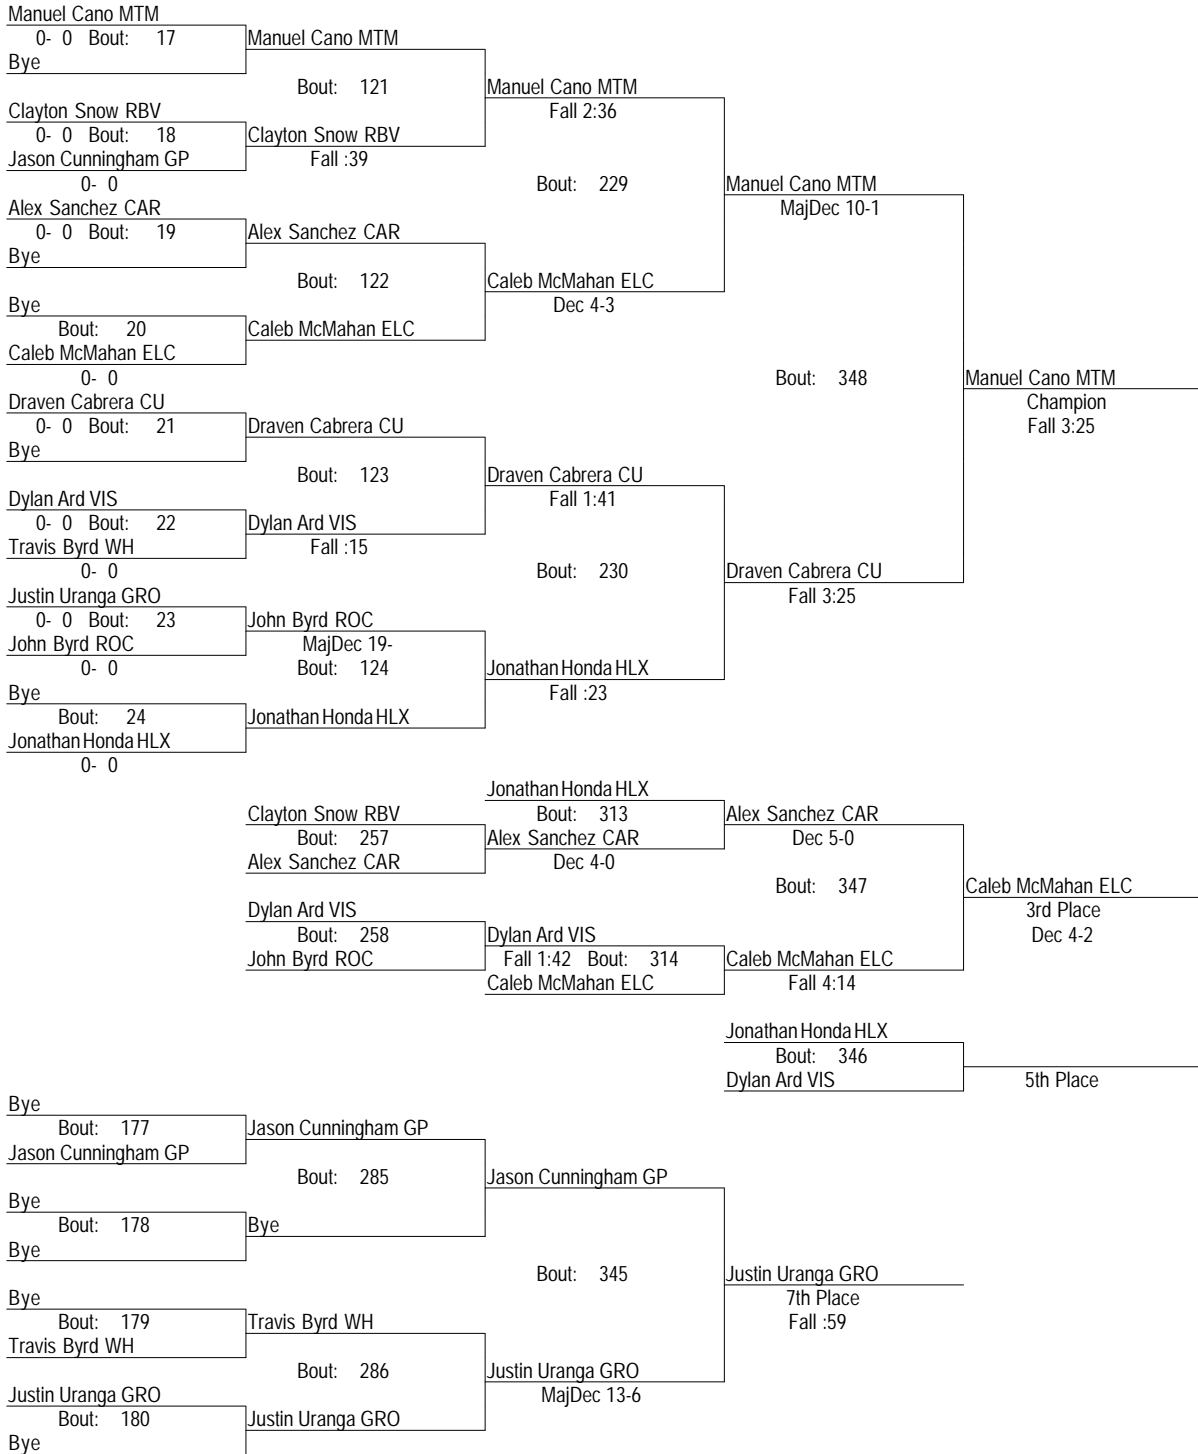 Manuel Cano MTM
0- 0 Bout: 17 Manuel Cano MTM
Bye
Bout: 121 Manuel Cano MTM
Clayton Snow RBV Fall 2:36
0- 0 Bout: 18 Clayton Snow RBV
Jason Cunningham GP Fall :39
0- 0 Bout: 229 Manuel Cano MTM
Alex Sanchez CAR MajDec 10-1
0- 0 Bout: 19 Alex Sanchez CAR
Bye
Bout: 122 Caleb McMahan ELC
Bye Dec 4-3
Bout: 20 Caleb McMahan ELC
Caleb McMahan ELC
0- 0 Bout: 348 Manuel Cano MTM
Draven Cabrera CU Champion
0- 0 Bout: 21 Draven Cabrera CU Fall 3:25
Bye
Bout: 123 Draven Cabrera CU
Dylan Ard VIS Fall 1:41
0- 0 Bout: 22 Dylan Ard VIS
Travis Byrd WH Fall :15
0- 0 Bout: 230 Draven Cabrera CU
Justin Uranga GRO Fall 3:25
0- 0 Bout: 23 John Byrd ROC
John Byrd ROC MajDec 19-
0- 0 Bout: 124 Jonathan Honda HLX
Bye Fall :23
Bout: 24 Jonathan Honda HLX
Jonathan Honda HLX
0- 0
Jonathan Honda HLX
Clayton Snow RBV Bout: 313 Alex Sanchez CAR
Bout: 257 Alex Sanchez CAR Dec 5-0
Alex Sanchez CAR Dec 4-0
Bout: 347 Caleb McMahan ELC
Dylan Ard VIS 3rd Place
Bout: 258 Dylan Ard VIS Dec 4-2
John Byrd ROC Fall 1:42 Bout: 314 Caleb McMahan ELC
Caleb McMahan ELC Fall 4:14
Jonathan Honda HLX
Bout: 346
Dylan Ard VIS 5th Place
Bye
Bout: 177 Jason Cunningham GP
Jason Cunningham GP
Bout: 285 Jason Cunningham GP
Bye
Bout: 178 Bye
Bye
Bout: 345 Justin Uranga GRO
Bye 7th Place
Bout: 179 Travis Byrd WH Fall :59
Travis Byrd WH
Bout: 286 Justin Uranga GRO
Justin Uranga GRO MajDec 13-6
Bout: 180 Justin Uranga GRO
Bye